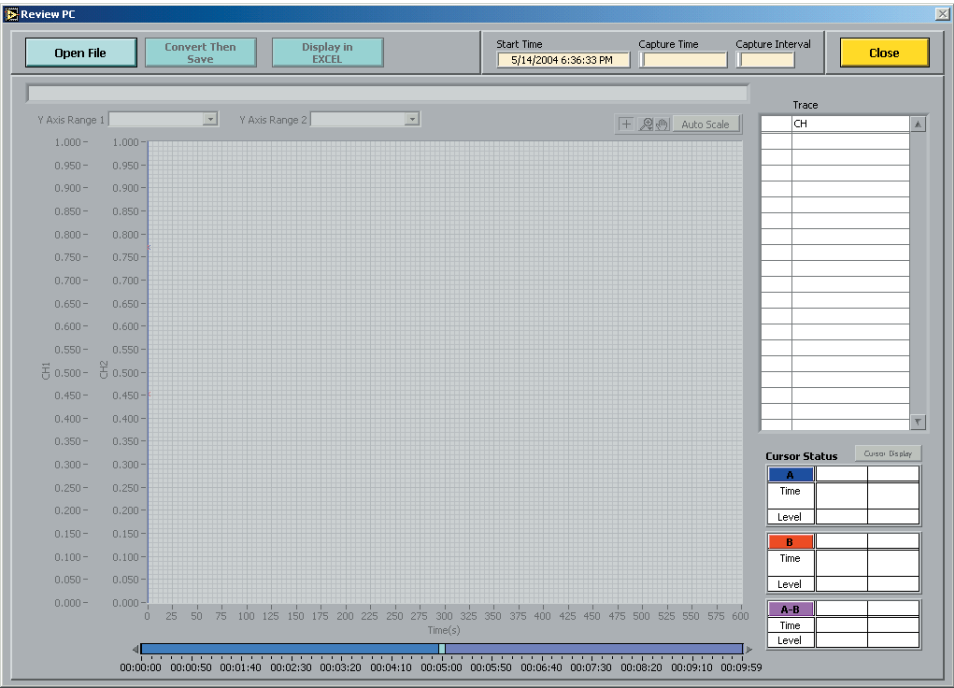 Review PC
Open File
Convert Then
Save
Display in
EXCEL
Start Time
5/14/2004 6:36:33 PM
Capture Time
Capture Interval
Close
Y Axis Range 1
Y Axis Range 2
Auto Scale
Trace
CH
1.000 1.000
0.950 0.950
0.900 0.900
0.850 0.850
0.800 0.800
0.750 0.750
0.700 0.700
0.650 0.650
0.600 0.600
0.550 0.550
0.500 0.500
0.450 0.450
0.400 0.400
0.350 0.350
0.300 0.300
0.250 0.250
0.200 0.200
0.150 0.150
0.100 0.100
0.050 0.050
0.000 0.000
CH1
CH2
0 25 50 75 100 125 150 175 200 225 250 275 300 325 350 375 400 425 450 475 500 525 550 575 600
Time(s)
00:00:00 00:00:50 00:01:40 00:02:30 00:03:20 00:04:10 00:05:00 00:05:50 00:06:40 00:07:30 00:08:20 00:09:10 00:09:59
Cursor Status
Cursor Display
A
Time
Level
B
Time
Level
A-B
Time
Level